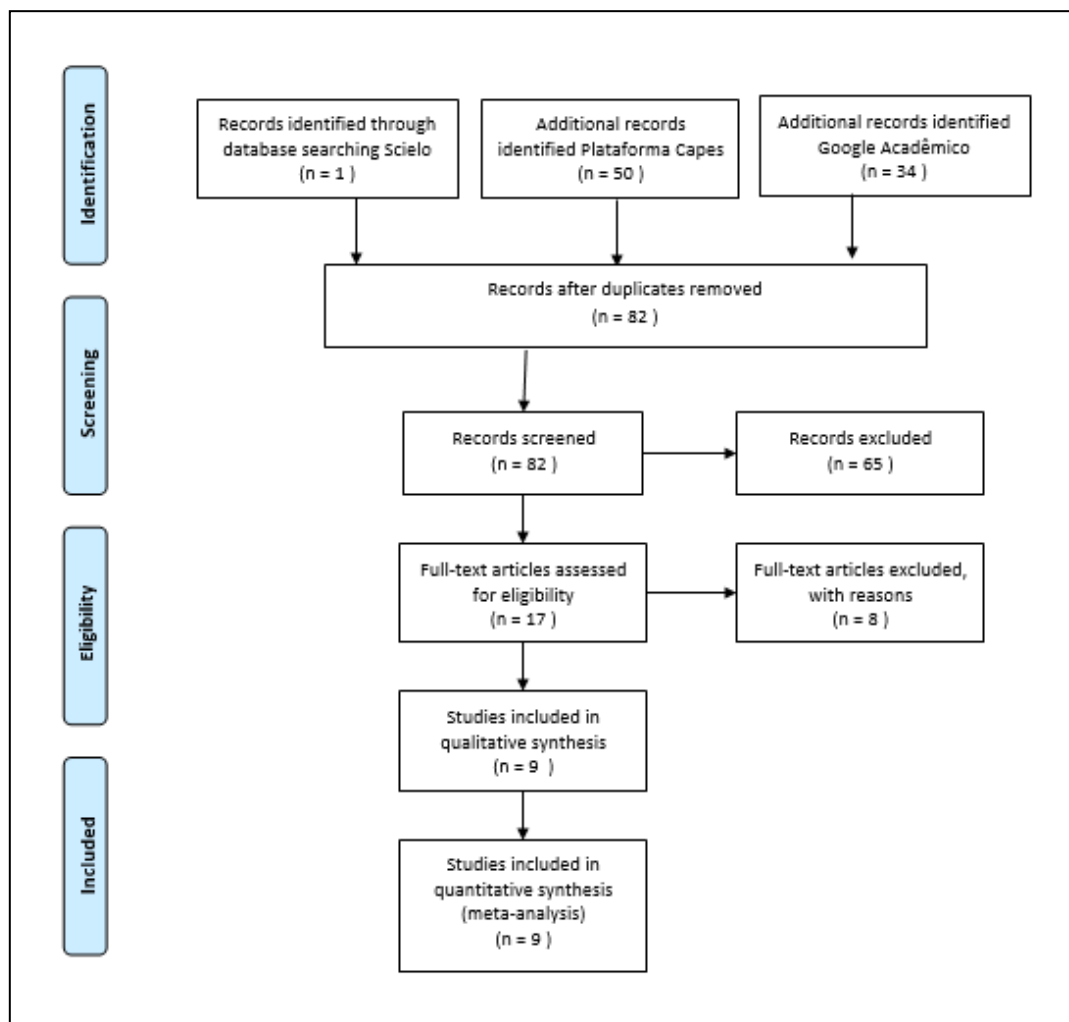 Identification
Records identified through
database searching Scielo
(n = 1 )
Additional records
identified Plataforma Capes
(n = 50 )
Additional records identified
Google Acadêmico
(n = 34 )
Records after duplicates removed
(n = 82 )
Screening
Records screened
(n = 82 )
Records excluded
(n = 65 )
Eligibility
Full-text articles assessed
for eligibility
(n = 17 )
Full-text articles excluded,
with reasons
(n = 8 )
Studies included in
qualitative synthesis
(n = 9 )
Included
Studies included in
quantitative synthesis
(meta-analysis)
(n = 9 )